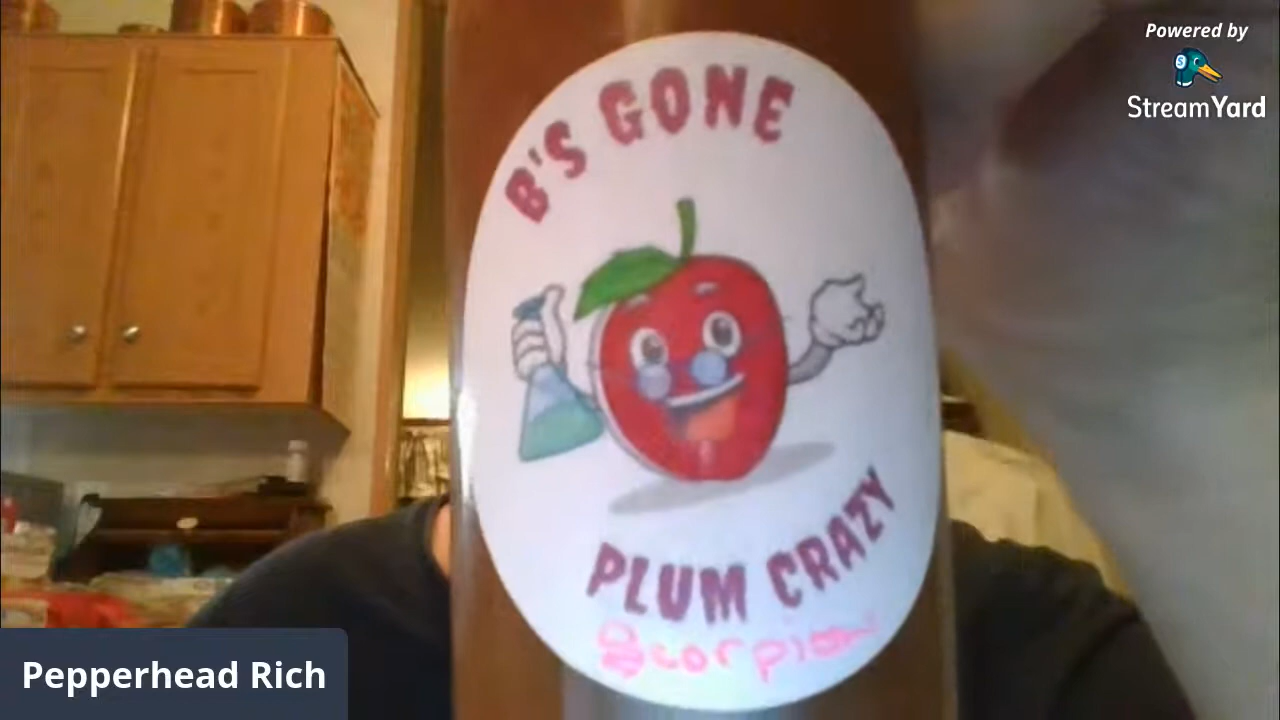 Powered by
StreamYard
B'S GONE
PLUM CRAZY
Scorpion
Pepperhead Rich